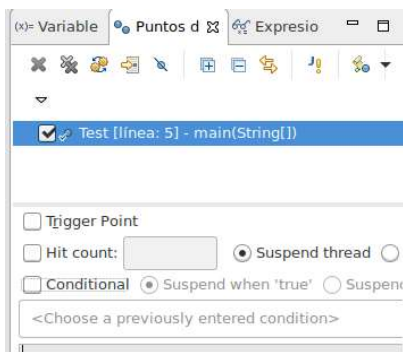 (x)= Variable Puntos d Expresio
Test [línea: 5] - main(String[])
Trigger Point
Hit count: Suspend thread
Conditional Suspend when 'true' Suspend
<Choose a previously entered condition>